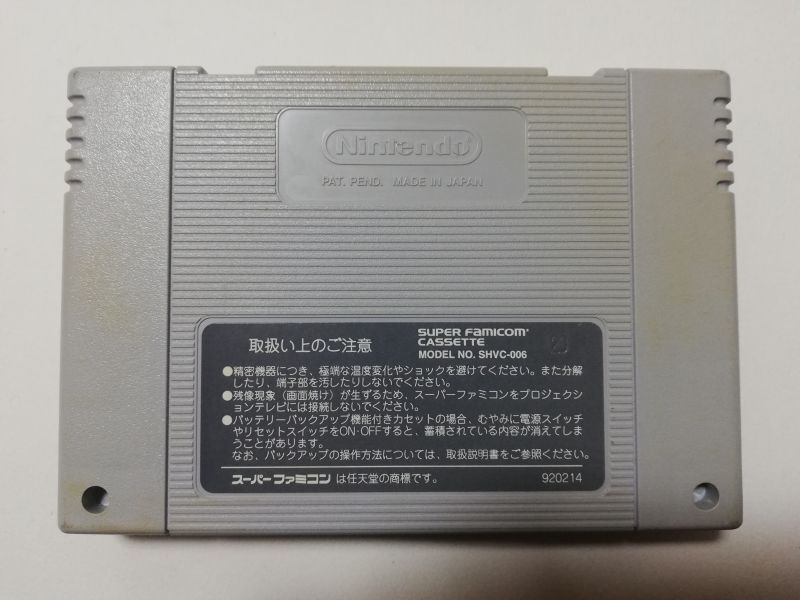 Nintendo
PAT. PEND. MADE IN JAPAN
取扱い上のご注意
SUPER FAMICOM
CASSETTE
MODEL NO. SHVC-006
●精密機器につき、極端な温度変化やショックを避けてください。また分解
したり、端子部を汚したりしないでください。
●残像現象（画面焼け）が生ずるため、スーパーファミコンをプロジェクシ
ョンテレビには接続しないでください。
●バッテリーバックアップ機能付きカセットの場合、むやみに電源スイッチ
やリセットスイッチをON・OFFすると、蓄積されている内容が消えてしま
うことがあります。
なお、バックアップの操作方法については、取扱説明書をご参照ください。
スーパーファミコン は任天堂の商標です。
920214